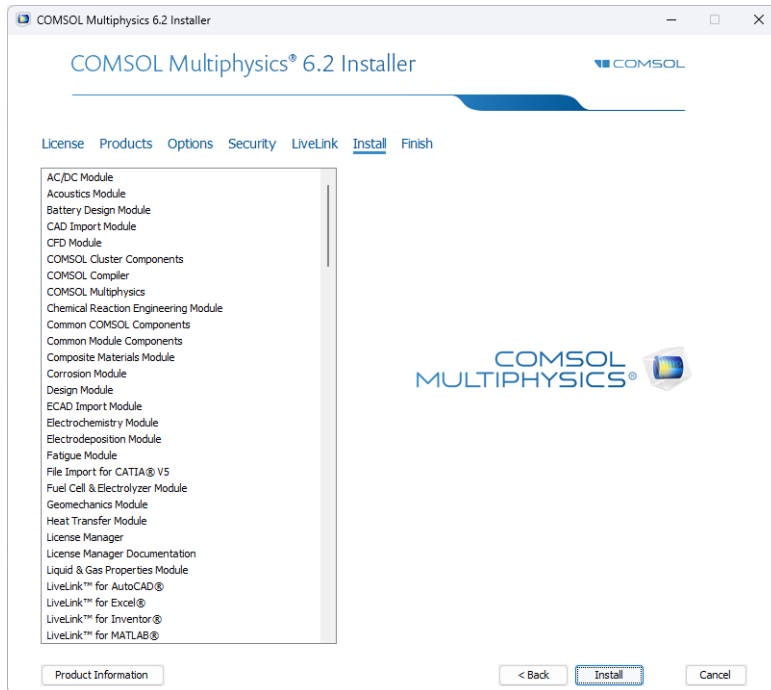 COMSOL Multiphysics 6.2 Installer
COMSOL Multiphysics® 6.2 Installer
COMSOL
License Products Options Security LiveLink Install Finish
AC/DC Module
Acoustics Module
Battery Design Module
CAD Import Module
CFD Module
COMSOL Cluster Components
COMSOL Compiler
COMSOL Multiphysics
Chemical Reaction Engineering Module
Common COMSOL Components
Common Module Components
Composite Materials Module
Corrosion Module
Design Module
ECAD Import Module
Electrochemistry Module
Electrodeposition Module
Fatigue Module
File Import for CATIA® V5
Fuel Cell & Electrolyzer Module
Geomechanics Module
Heat Transfer Module
License Manager
License Manager Documentation
Liquid & Gas Properties Module
LiveLink™ for AutoCAD®
LiveLink™ for Excel®
LiveLink™ for Inventor®
LiveLink™ for MATLAB®
COMSOL
MULTIPHYSICS®
Product Information
< Back Install Cancel